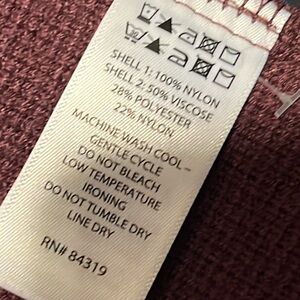 SHELL 1: 100% NYLON
SHELL 2: 50% VISCOSE
28% POLYESTER
22% NYLON
MACHINE WASH COOL -
GENTLE CYCLE
DO NOT BLEACH
LOW TEMPERATURE
IRONING
DO NOT TUMBLE DRY
LINE DRY
RN# 84319